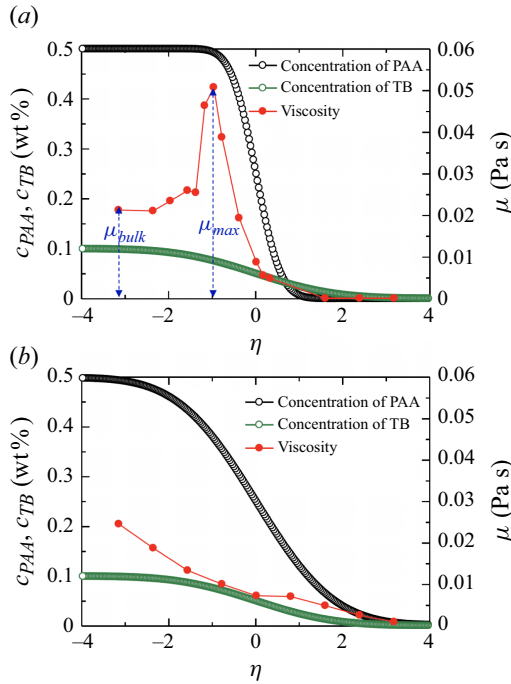 (a)
0.5
0.4
0.3
0.2
0.1
0
c_PAA, c_TB (wt %)
Concentration of PAA
Concentration of TB
Viscosity
μ_bulk
μ_max
0.06
0.05
0.04
0.03
0.02
0.01
0
μ (Pa s)
−4 −2 0 2 4
η
(b)
0.5
0.4
0.3
0.2
0.1
0
c_PAA, c_TB (wt %)
Concentration of PAA
Concentration of TB
Viscosity
0.06
0.05
0.04
0.03
0.02
0.01
0
μ (Pa s)
−4 −2 0 2 4
η